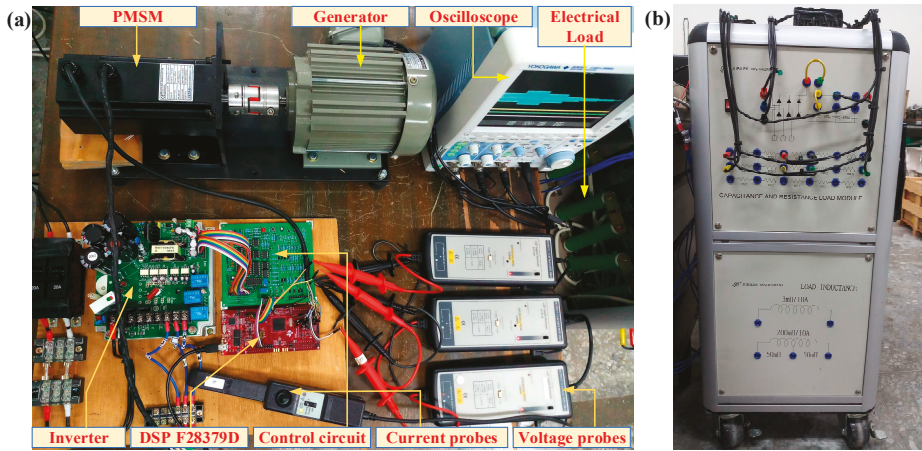 (a)
PMSM
Generator
Oscilloscope
Electrical
Load
YOKOGAWA
Inverter
DSP F28379D
Control circuit
Current probes
Voltage probes
(b)
CAPACITANCE AND RESISTANCE LOAD MODULE
LOAD INDUCTANCE:
3mH/10A
200mH/10A
50mH
50mH